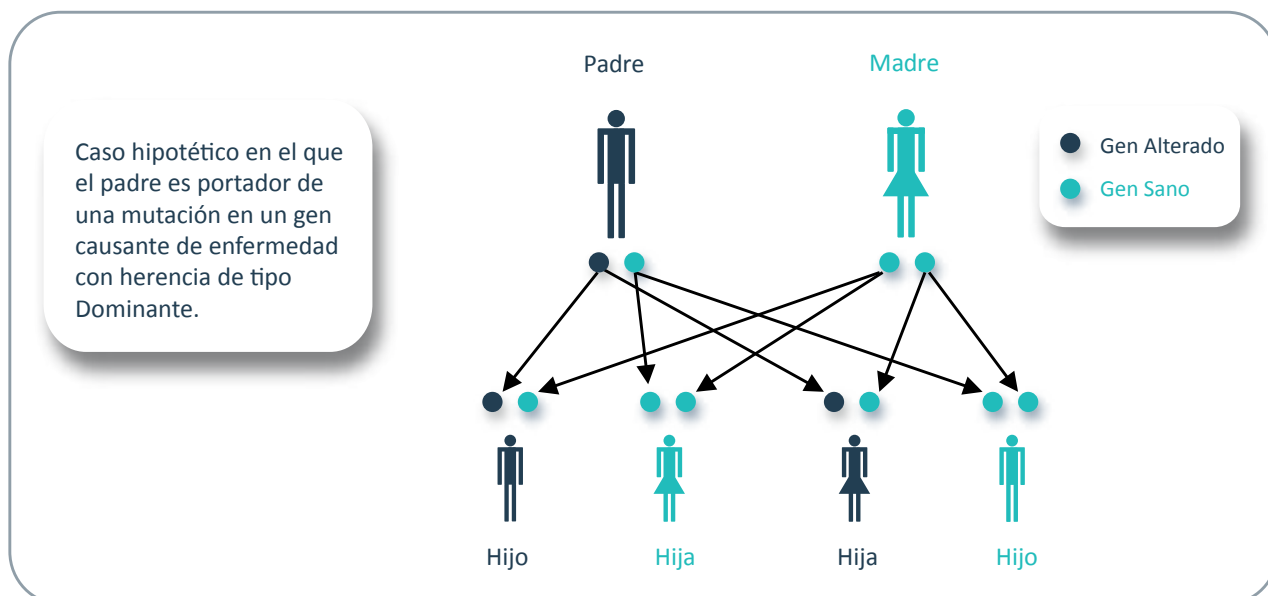 Padre
Madre
Caso hipotético en el que
el padre es portador de
una mutación en un gen
causante de enfermedad
con herencia de tipo
Dominante.
Gen Alterado
Gen Sano
Hijo
Hija
Hija
Hijo